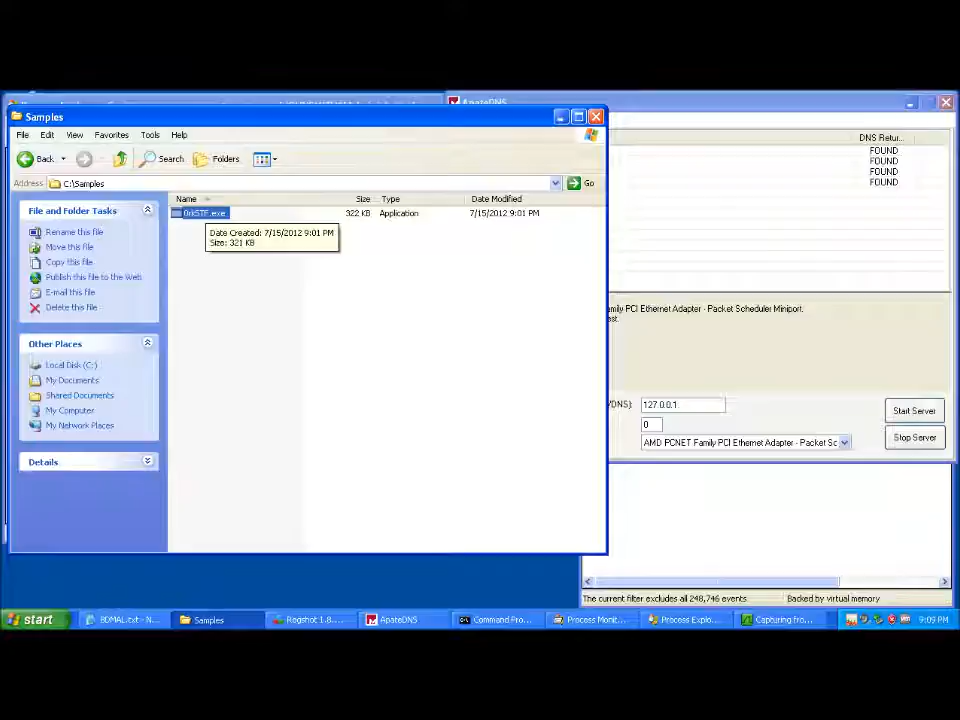 ApateDNS
Samples
File Edit View Favorites Tools Help
Back Search Folders
Address C:\Samples Go
File and Folder Tasks
Rename this file
Move this file
Copy this file
Publish this file to the Web
E-mail this file
Delete this file
Other Places
Local Disk (C:)
My Documents
Shared Documents
My Computer
My Network Places
Details
Name Size Type Date Modified
322 KB Application 7/15/2012 9:01 PM
Date Created: 7/15/2012 9:01 PM
Size: 321 KB
DNS Retur...
FOUND
FOUND
FOUND
FOUND
amily PCI Ethernet Adapter - Packet Scheduler Miniport.
127.0.0.1
0
AMD PCNET Family PCI Ethernet Adapter - Packet Sc
Start Server
Stop Server
The current filter excludes all 248,746 events Backed by virtual memory
start BDMAL.txt - N... Samples Regshot 1.8.... ApateDNS Command Pro... Process Monit... Process Explo... Capturing fro... 9:09 PM